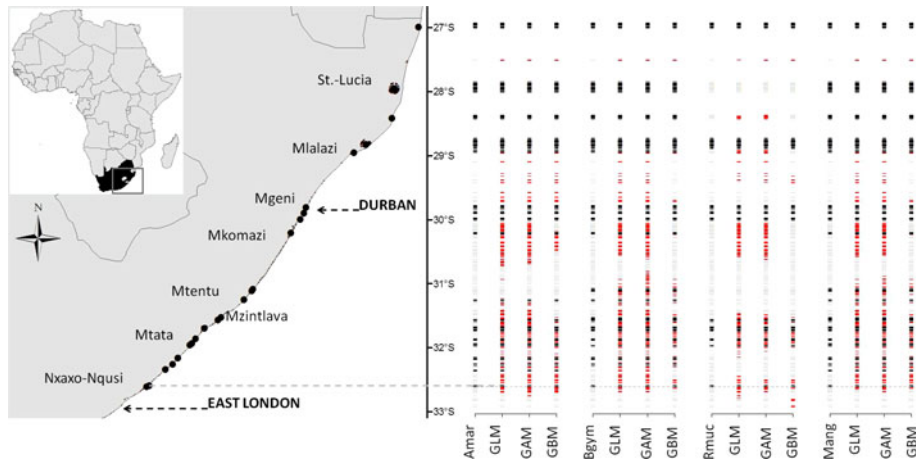 N
St.-Lucia
Mlalazi
Mgeni
DURBAN
Mkomazi
Mtentu
Mzintlava
Mtata
Nxaxo-Nqusi
EAST LONDON
27°S
28°S
29°S
30°S
31°S
32°S
33°S
Amar
GLM
GAM
GBM
Bgym
GLM
GAM
GBM
Rmuc
GLM
GAM
GBM
Mang
GLM
GAM
GBM